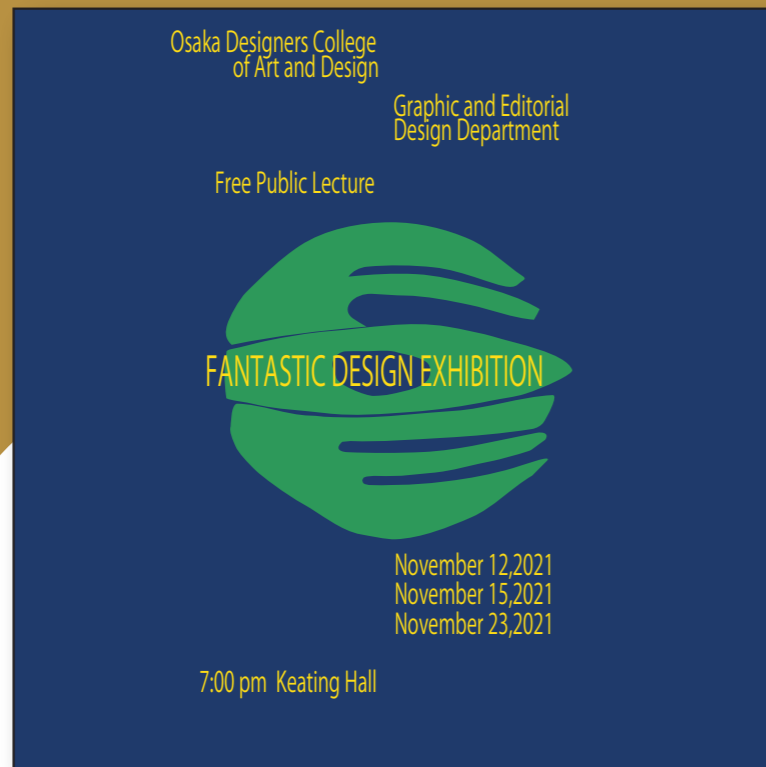 Osaka Designers College
of Art and Design
Graphic and Editorial
Design Department
Free Public Lecture
FANTASTIC DESIGN EXHIBITION
November 12,2021
November 15,2021
November 23,2021
7:00 pm  Keating Hall